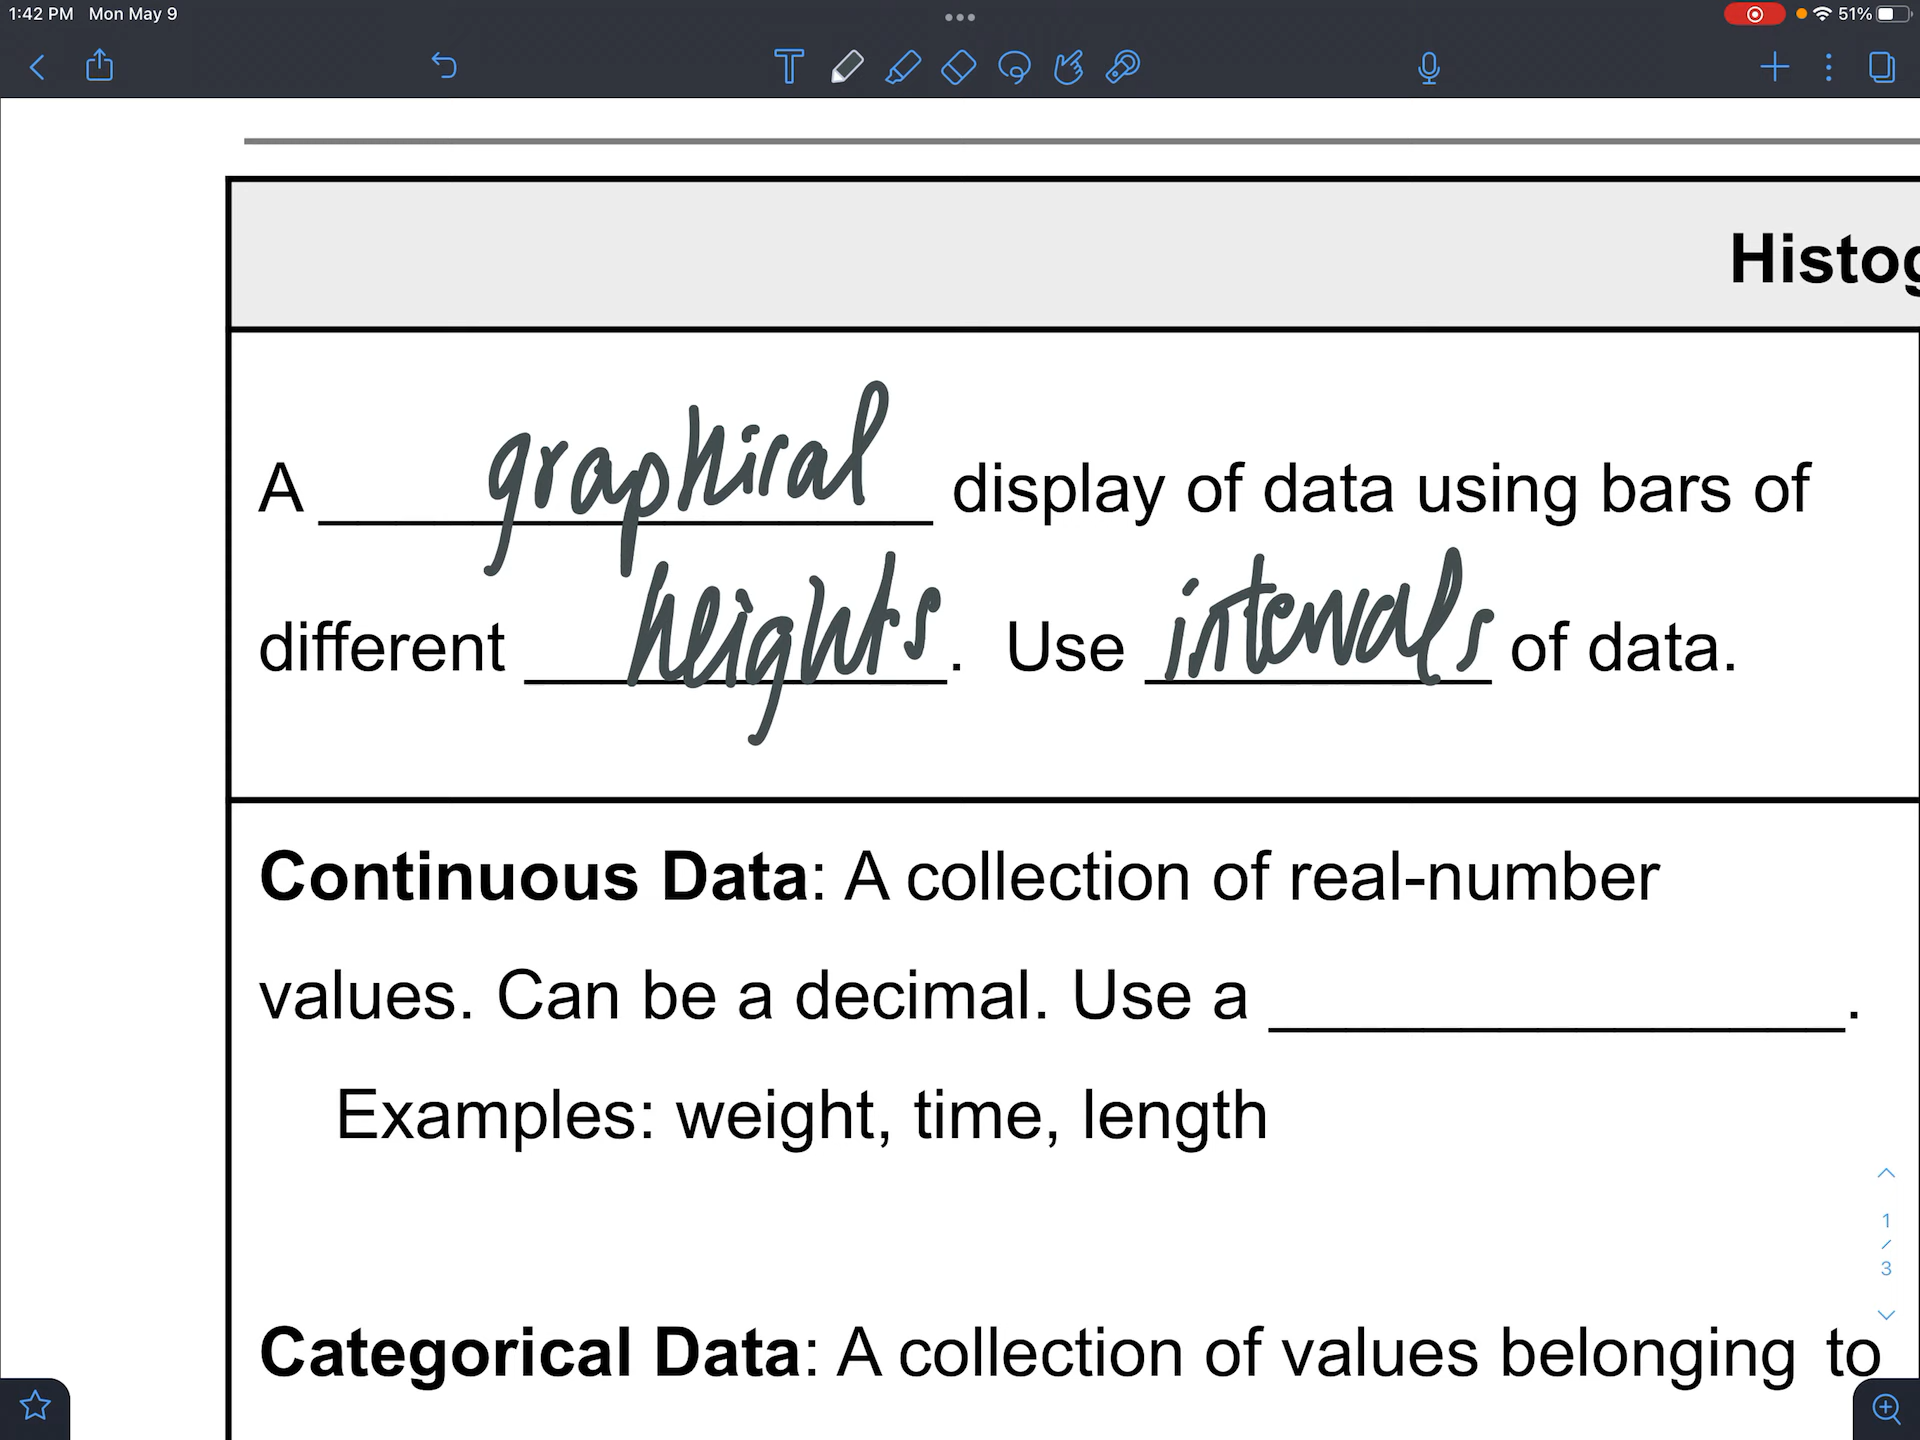 1:42 PM Mon May 9
51%
Histog
A graphical display of data using bars of
different heights. Use intervals of data.
Continuous Data: A collection of real-number
values. Can be a decimal. Use a ________________.
Examples: weight, time, length
1
/
3
Categorical Data: A collection of values belonging to